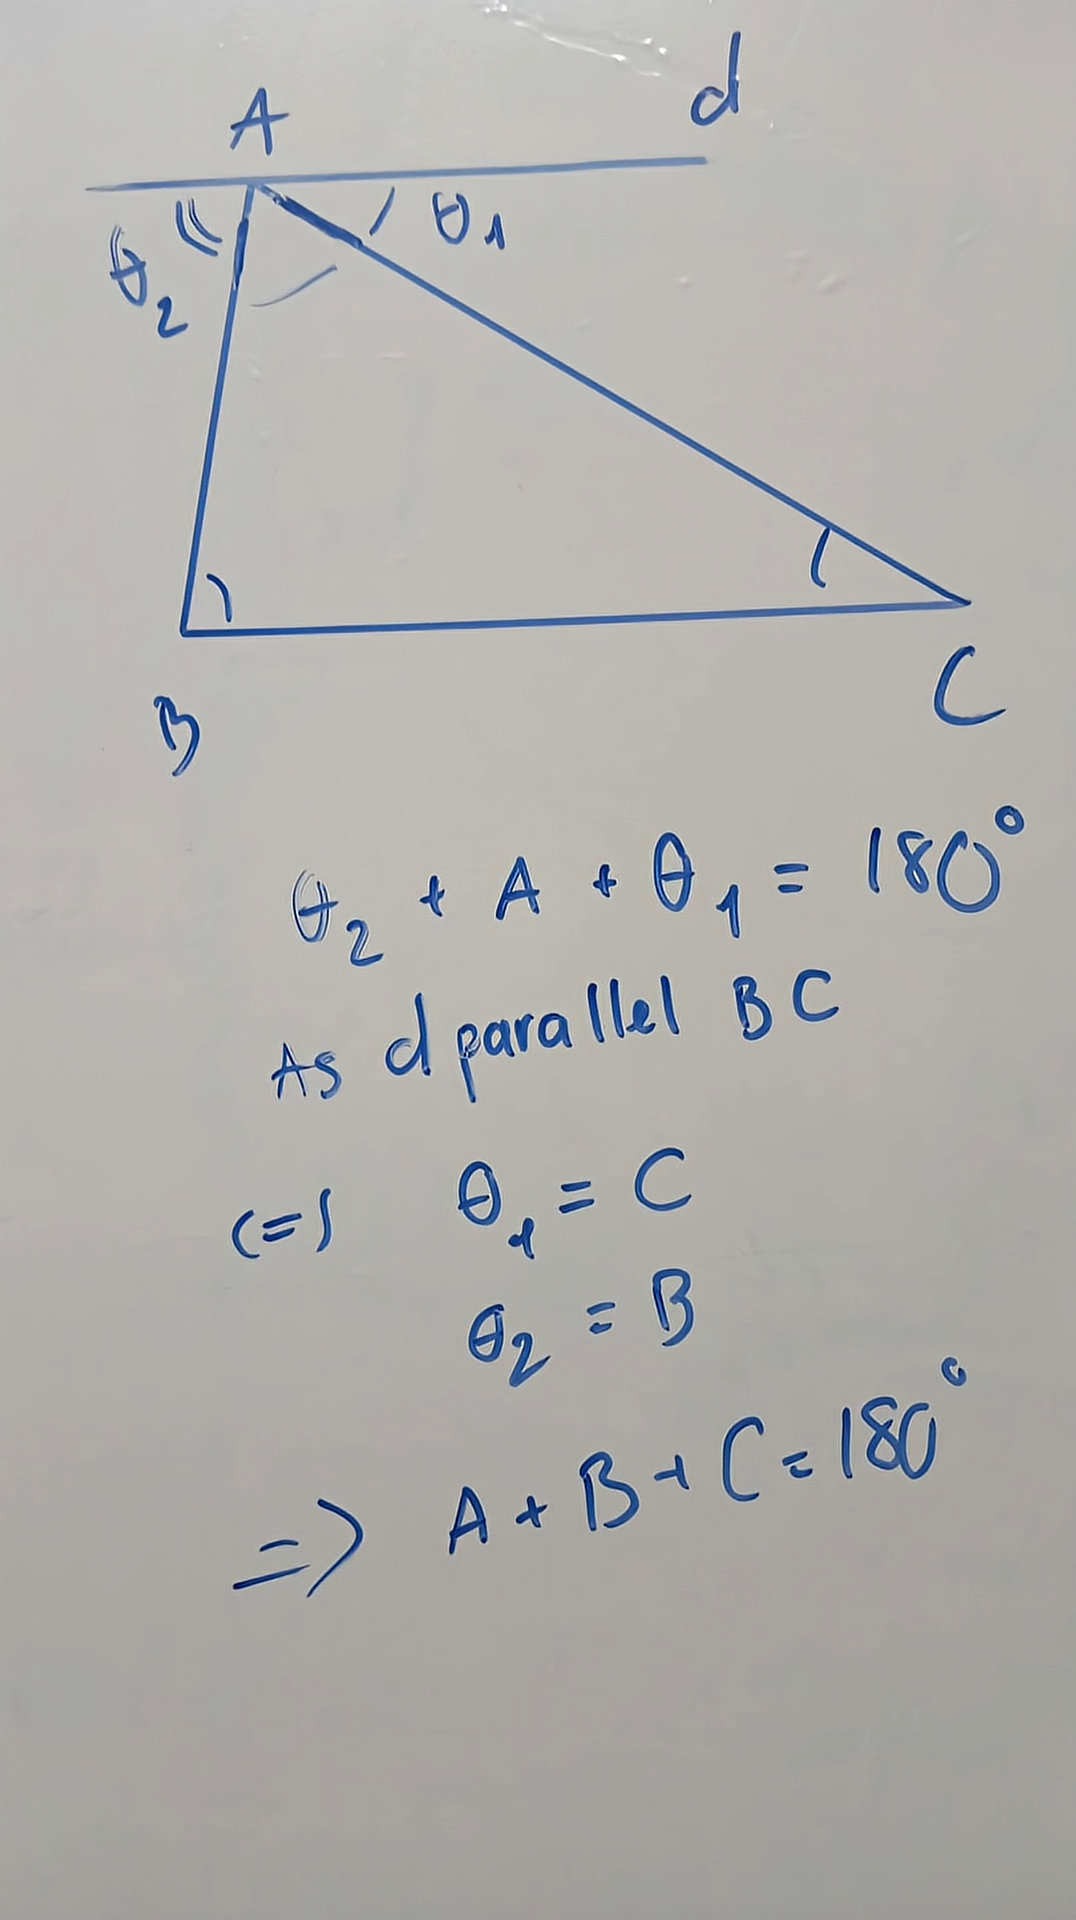 A
d
θ₂
θ₁
B
C
θ₂ + A + θ₁ = 180°
As d parallel BC
(=) θ₁ = C
θ₂ = B
=> A + B + C = 180°